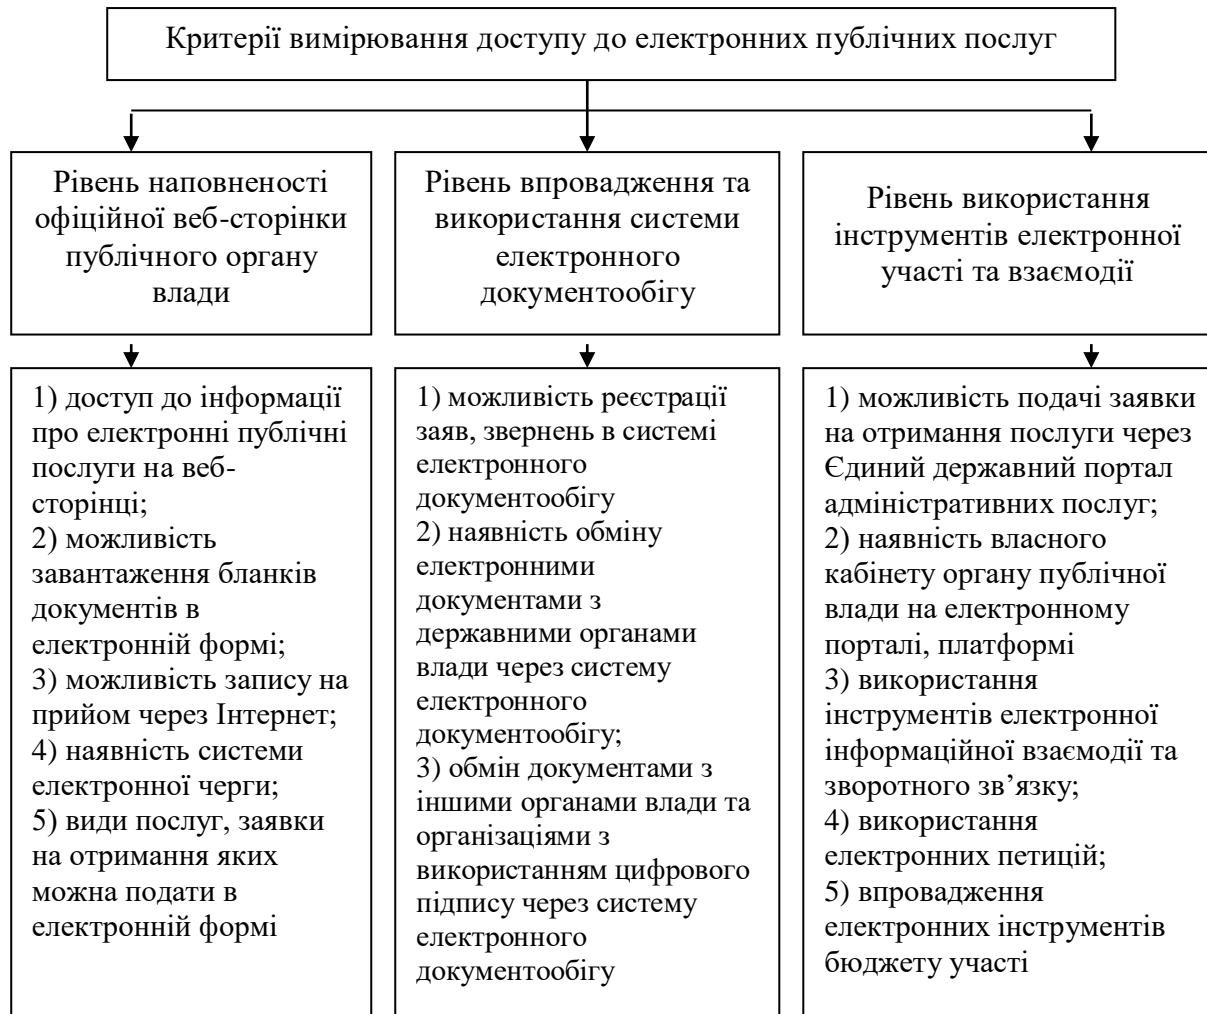 Критерії вимірювання доступу до електронних публічних послуг
Рівень наповненості
офіційної веб-сторінки
публічного органу
влади
Рівень впровадження та
використання системи
електронного
документообігу
Рівень використання
інструментів електронної
участі та взаємодії
1) доступ до інформації
про електронні публічні
послуги на веб-
сторінці;
2) можливість
завантаження бланків
документів в
електронній формі;
3) можливість запису на
прийом через Інтернет;
4) наявність системи
електронної черги;
5) види послуг, заявки
на отримання яких
можна подати в
електронній формі
1) можливість реєстрації
заяв, звернень в системі
електронного
документообігу
2) наявність обміну
електронними
документами з
державними органами
влади через систему
електронного
документообігу;
3) обмін документами з
іншими органами влади та
організаціями з
використанням цифрового
підпису через систему
електронного
документообігу
1) можливість подачі заявки
на отримання послуги через
Єдиний державний портал
адміністративних послуг;
2) наявність власного
кабінету органу публічної
влади на електронному
порталі, платформі
3) використання
інструментів електронної
інформаційної взаємодії та
зворотного зв’язку;
4) використання
електронних петицій;
5) впровадження
електронних інструментів
бюджету участі